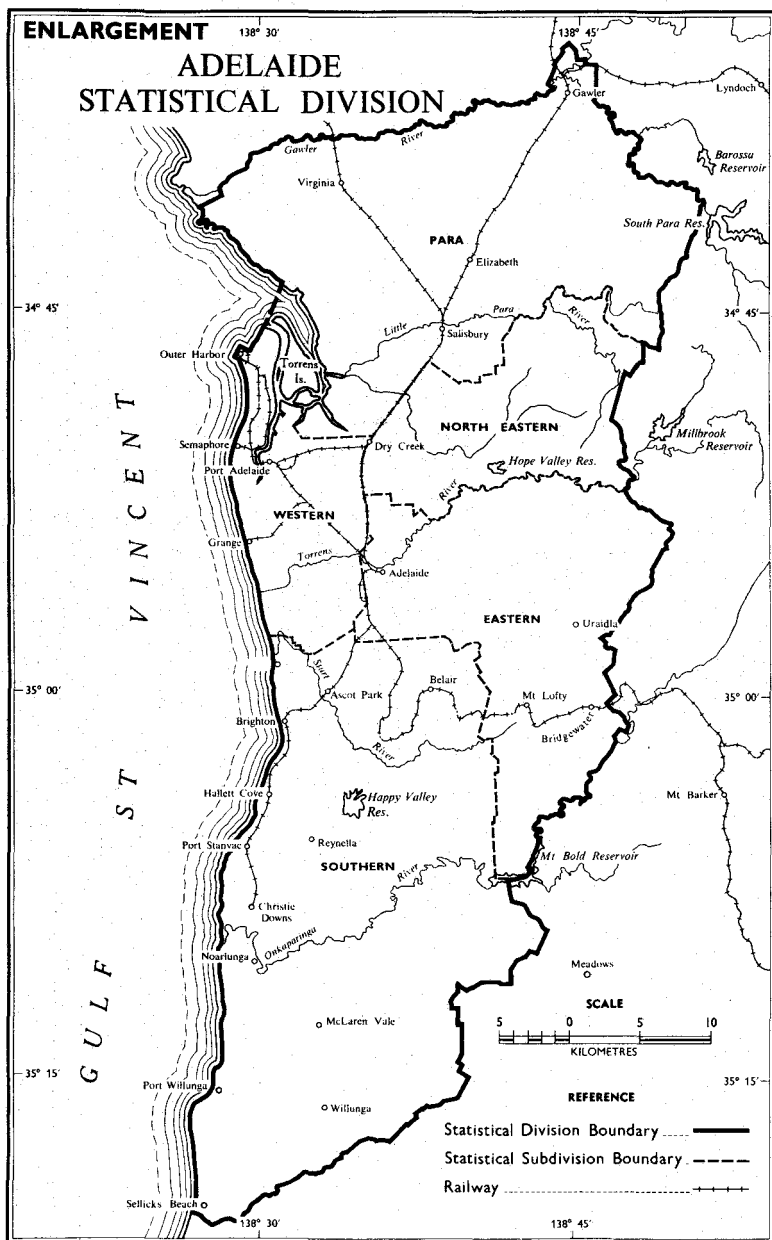 ENLARGEMENT
138° 30'
138° 45'
ADELAIDE
STATISTICAL DIVISION
Gawler
Lyndoch
Gawler
River
Barossa
Reservoir
Virginia
South Para Res.
PARA
Elizabeth
34° 45'
34° 45'
Little
Para
River
Salisbury
Outer Harbor
Torrens
Is.
NORTH EASTERN
Millbrook
Reservoir
Semaphore
Dry Creek
Port Adelaide
Hope Valley Res.
River
WESTERN
Grange
Torrens
Adelaide
EASTERN
Uraidla
Sturt
35° 00'
35° 00'
Ascot Park
Belair
Mt Lofty
Brighton
Bridgewater
River
Hallett Cove
Happy Valley
Res.
Mt Barker
Port Stanvac
Reynella
Mt Bold Reservoir
SOUTHERN
River
Christie
Downs
Onkaparinga
Noarlunga
Meadows
SCALE
McLaren Vale
5 0 5 10
KILOMETRES
35° 15'
35° 15'
Port Willunga
REFERENCE
Willunga
Statistical Division Boundary
Statistical Subdivision Boundary
Railway
Sellicks Beach
138° 30'
138° 45'
GULF ST VINCENT